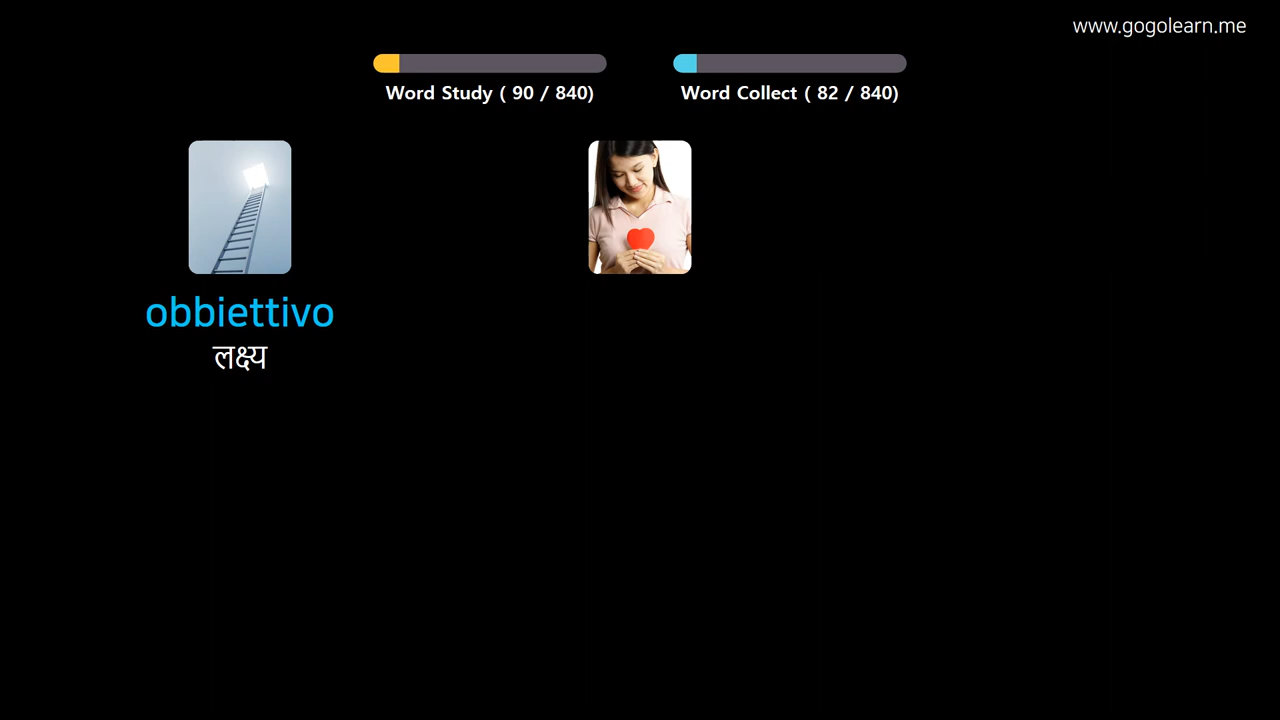 www.gogolearn.me
Word Study ( 90 / 840)
Word Collect ( 82 / 840)
obbiettivo
लक्ष्य